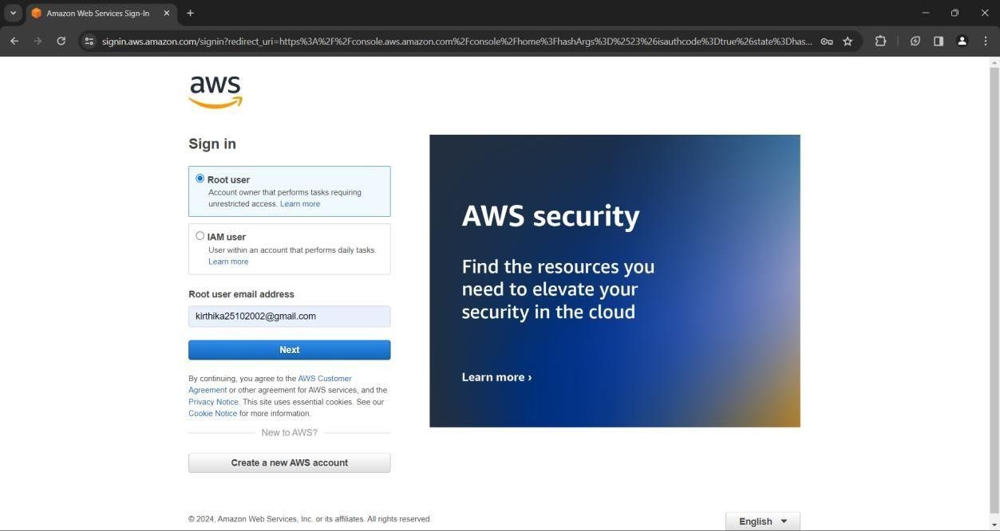 Amazon Web Services Sign-In
signin.aws.amazon.com/signin?redirect_uri=https%3A%2F%2Fconsole.aws.amazon.com%2Fconsole%2Fhome%3FhashArgs%3D%2523%26isauthcode%3Dtrue%26state%3Dhas...
aws
Sign in
Root user
Account owner that performs tasks requiring
unrestricted access. Learn more
IAM user
User within an account that performs daily tasks.
Learn more
Root user email address
kirthika25102002@gmail.com
Next
By continuing, you agree to the AWS Customer
Agreement or other agreement for AWS services, and the
Privacy Notice. This site uses essential cookies. See our
Cookie Notice for more information.
New to AWS?
Create a new AWS account
AWS security
Find the resources you
need to elevate your
security in the cloud
Learn more ›
© 2024, Amazon Web Services, Inc. or its affiliates. All rights reserved.
English